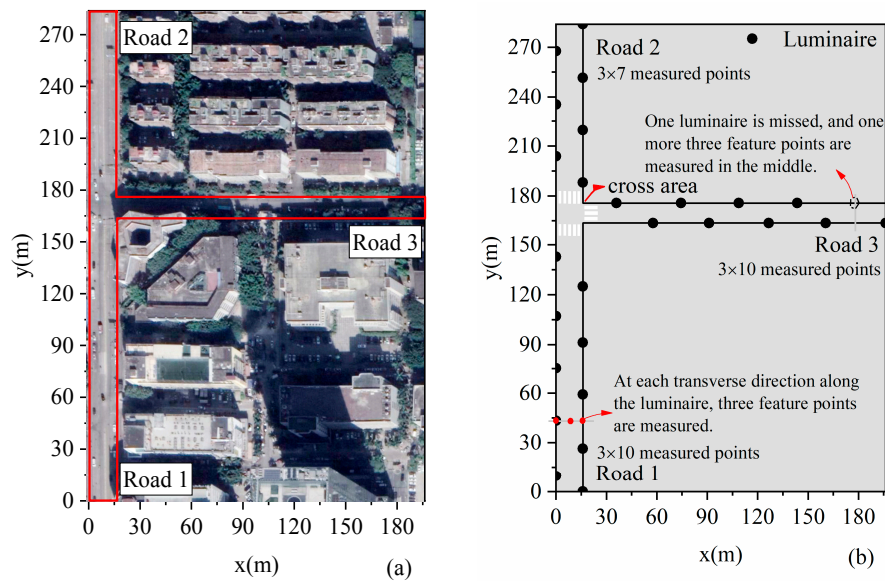 270
240
210
180
150
120
90
60
30
0
y(m)
0 30 60 90 120 150 180
x(m)
(a)
Road 2
Road 3
Road 1
270
240
210
180
150
120
90
60
30
0
y(m)
0 30 60 90 120 150 180
x(m)
(b)
Luminaire
Road 2
3×7 measured points
One luminaire is missed, and one
more three feature points are
measured in the middle.
cross area
Road 3
3×10 measured points
At each transverse direction along
the luminaire, three feature points
are measured.
3×10 measured points
Road 1